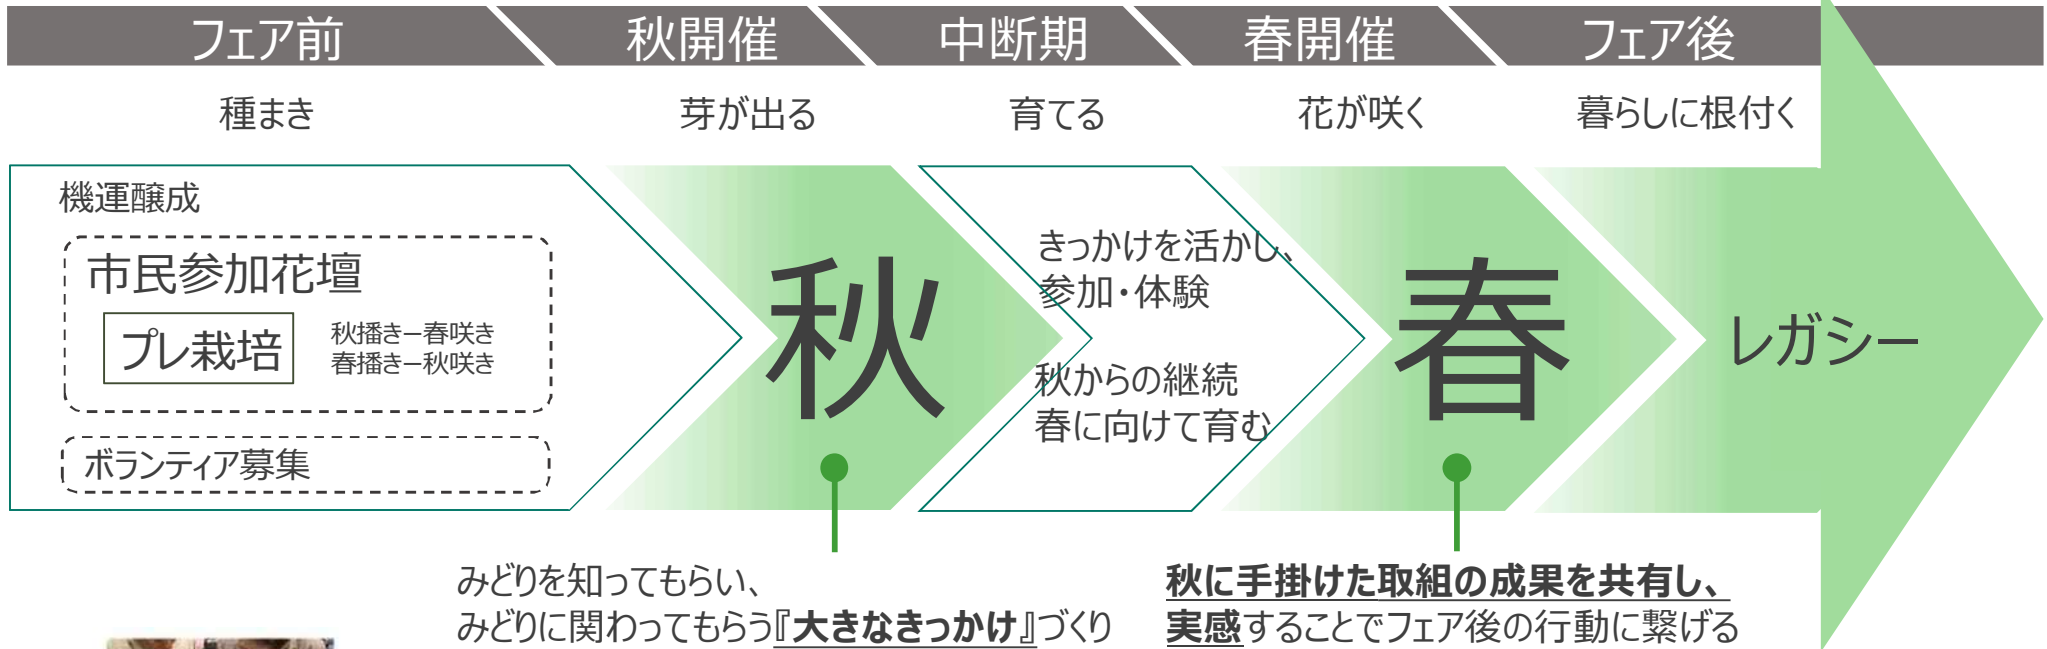 フェア前
秋開催
中断期
春開催
フェア後
種まき
芽が出る
育てる
花が咲く
暮らしに根付く
機運醸成
市民参加花壇
プレ栽培
秋播きー春咲き
春播きー秋咲き
ボランティア募集
秋
きっかけを活かし、
参加・体験
秋からの継続
春に向けて育む
春
レガシー
みどりを知ってもらい、
みどりに関わってもらう『大きなきっかけ』づくり
秋に手掛けた取組の成果を共有し、
実感することでフェア後の行動に繋げる